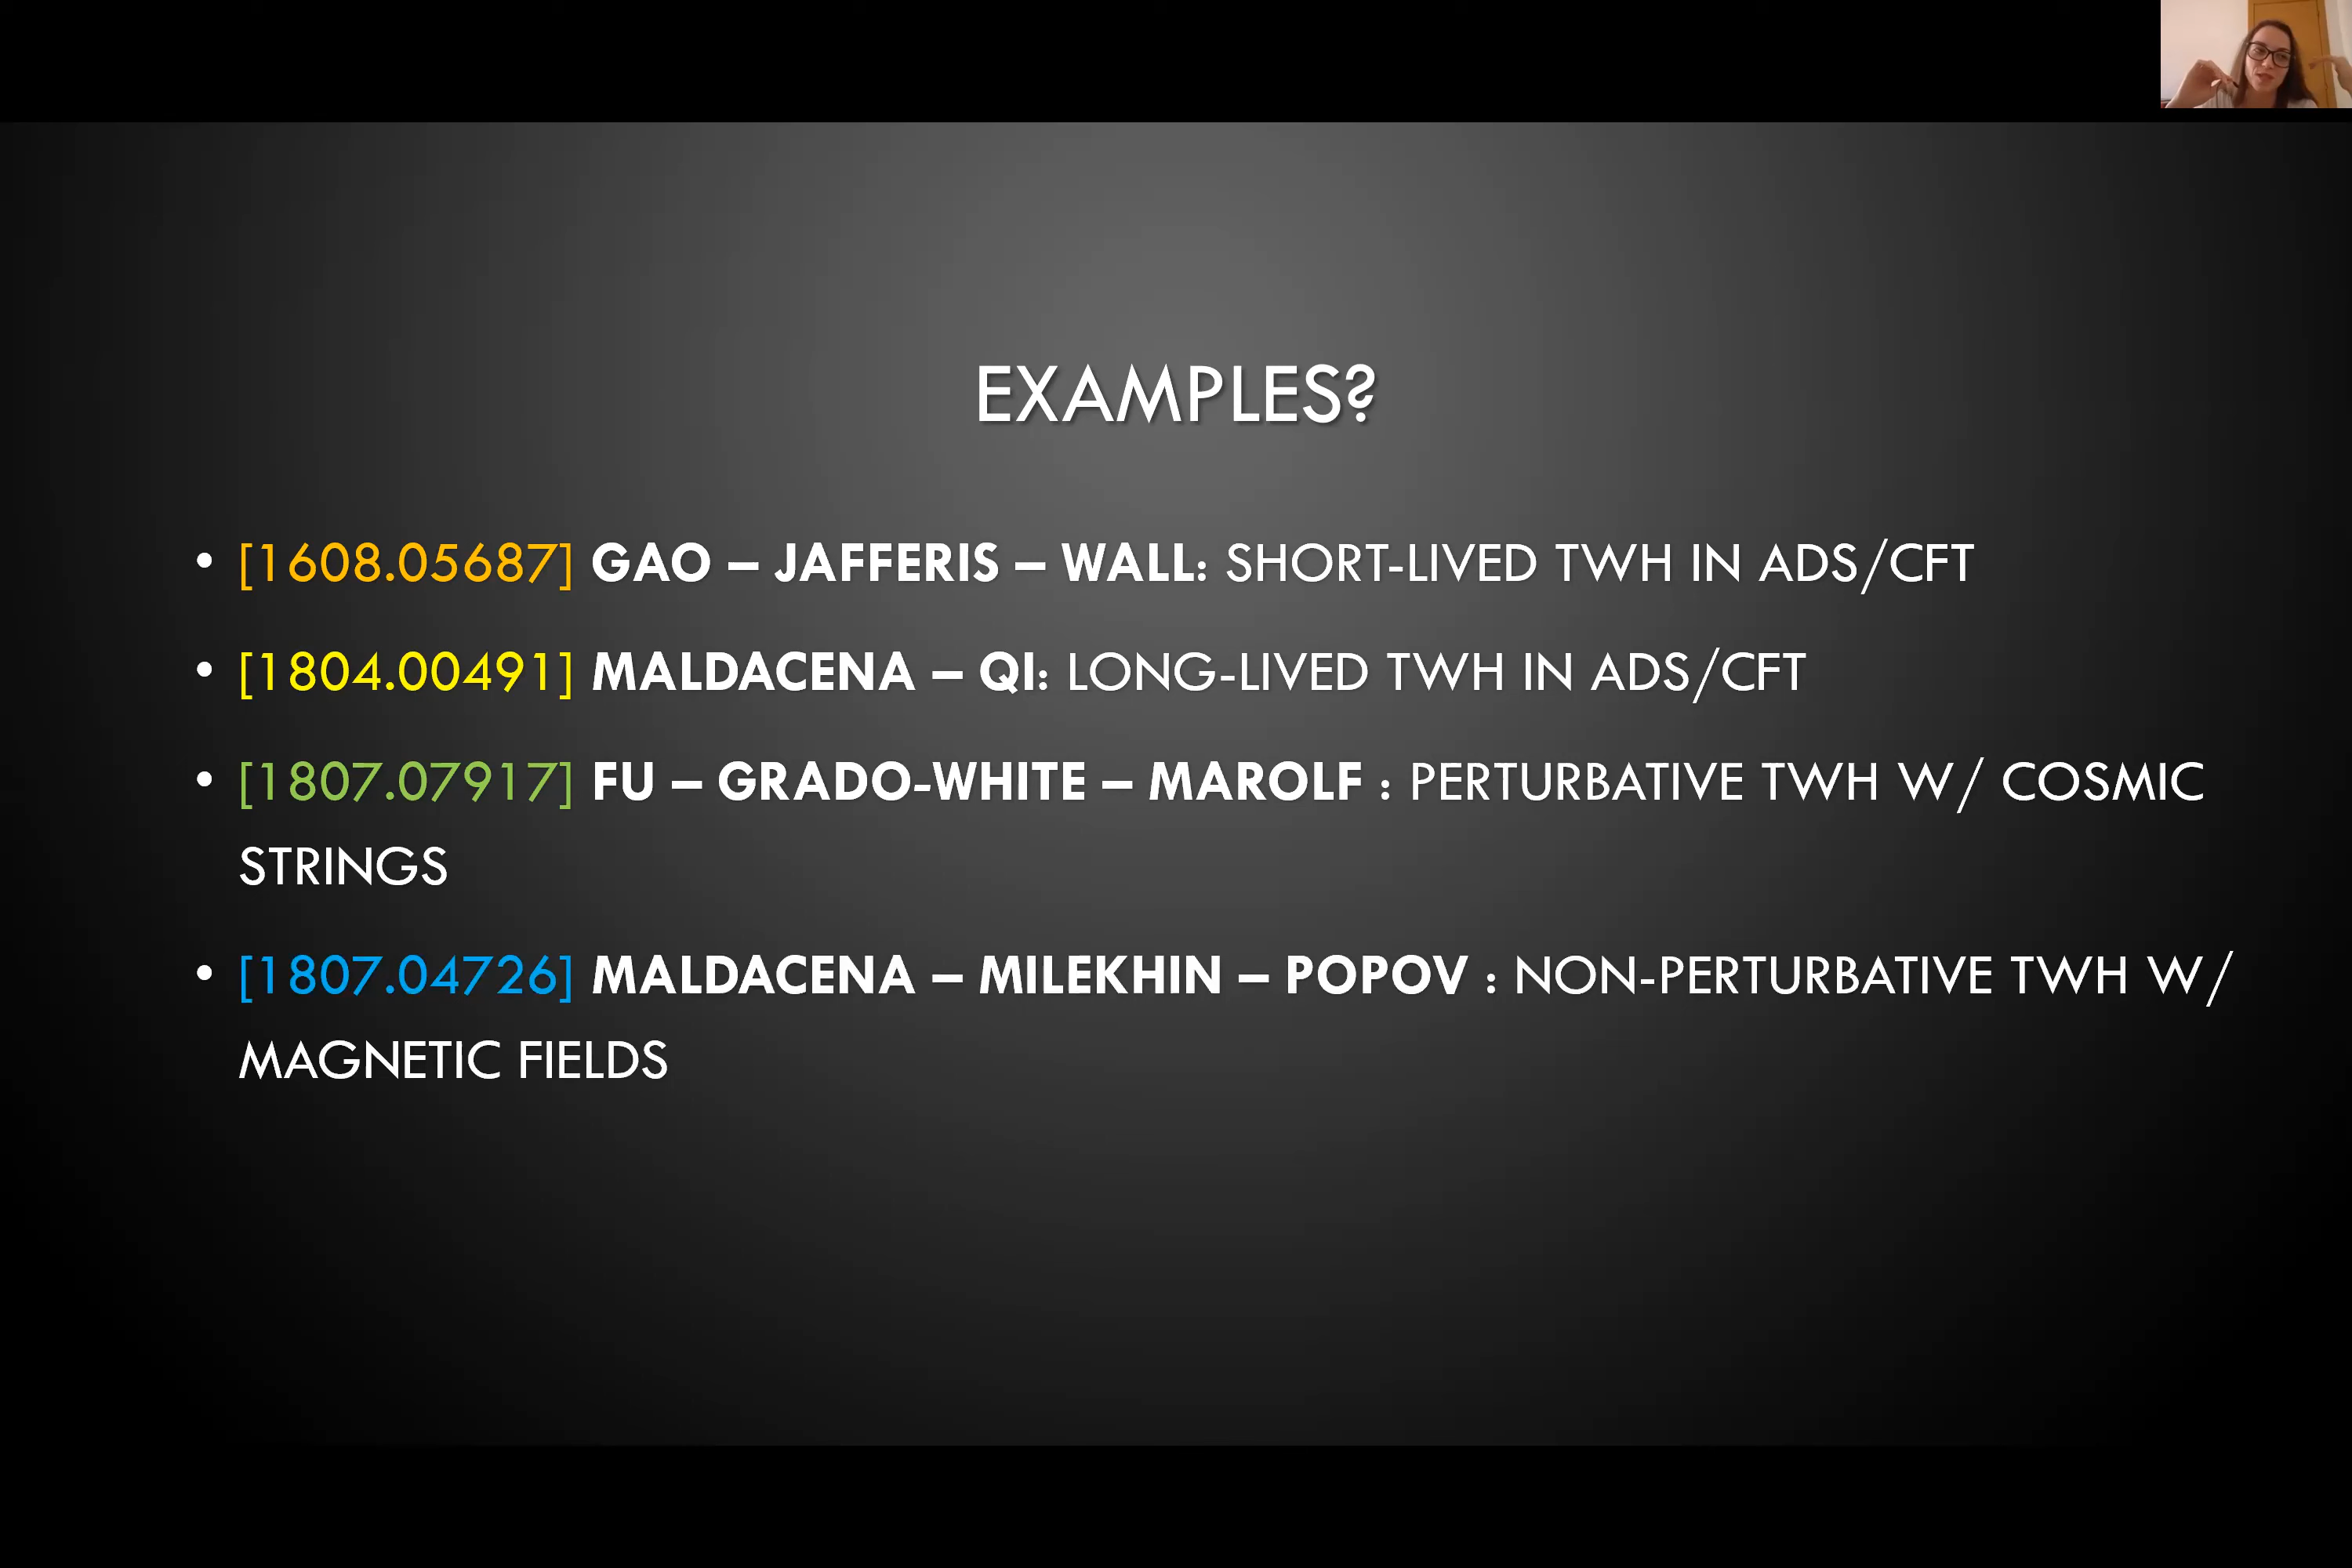 EXAMPLES?
• [1608.05687] GAO – JAFFERIS – WALL: SHORT-LIVED TWH IN ADS/CFT
• [1804.00491] MALDACENA – QI: LONG-LIVED TWH IN ADS/CFT
• [1807.07917] FU – GRADO-WHITE – MAROLF : PERTURBATIVE TWH W/ COSMIC
STRINGS
• [1807.04726] MALDACENA – MILEKHIN – POPOV : NON-PERTURBATIVE TWH W/
MAGNETIC FIELDS